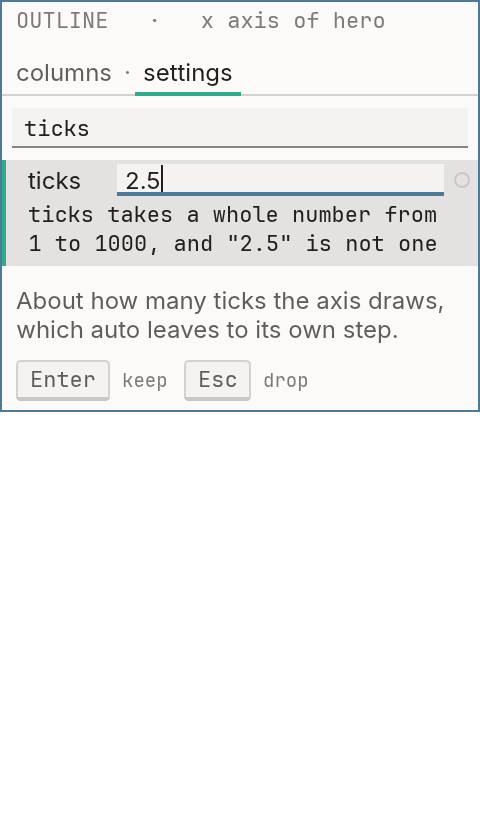 OUTLINE · x axis of hero
columns · settings
ticks
ticks 2.5
ticks takes a whole number from
1 to 1000, and "2.5" is not one
About how many ticks the axis draws,
which auto leaves to its own step.
Enter keep Esc drop